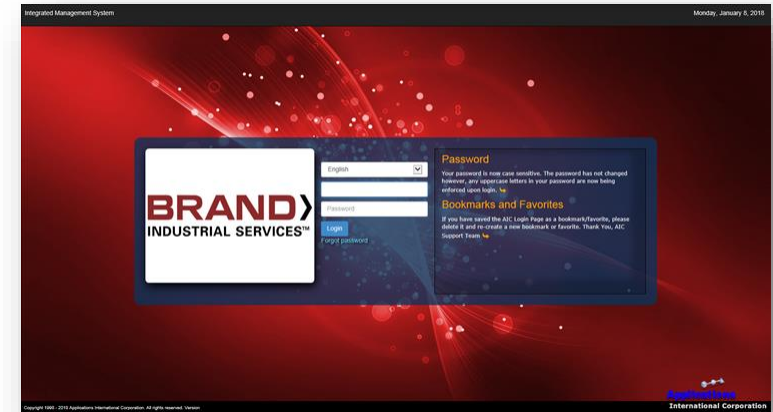 Integrated Management System
Monday, January 8, 2018
BRAND
INDUSTRIAL SERVICES™
English
Password
Login
Forgot password
Password
Your password is now case sensitive. The password has not changed
however, any uppercase letters in your password are now being
enforced upon login.
Bookmarks and Favorites
If you have saved the AIC Login Page as a bookmark/favorite, please
delete it and re-create a new bookmark or favorite. Thank You, AIC
Support Team
Applications
International Corporation
Copyright 1990 - 2018 Applications International Corporation. All rights reserved. Version